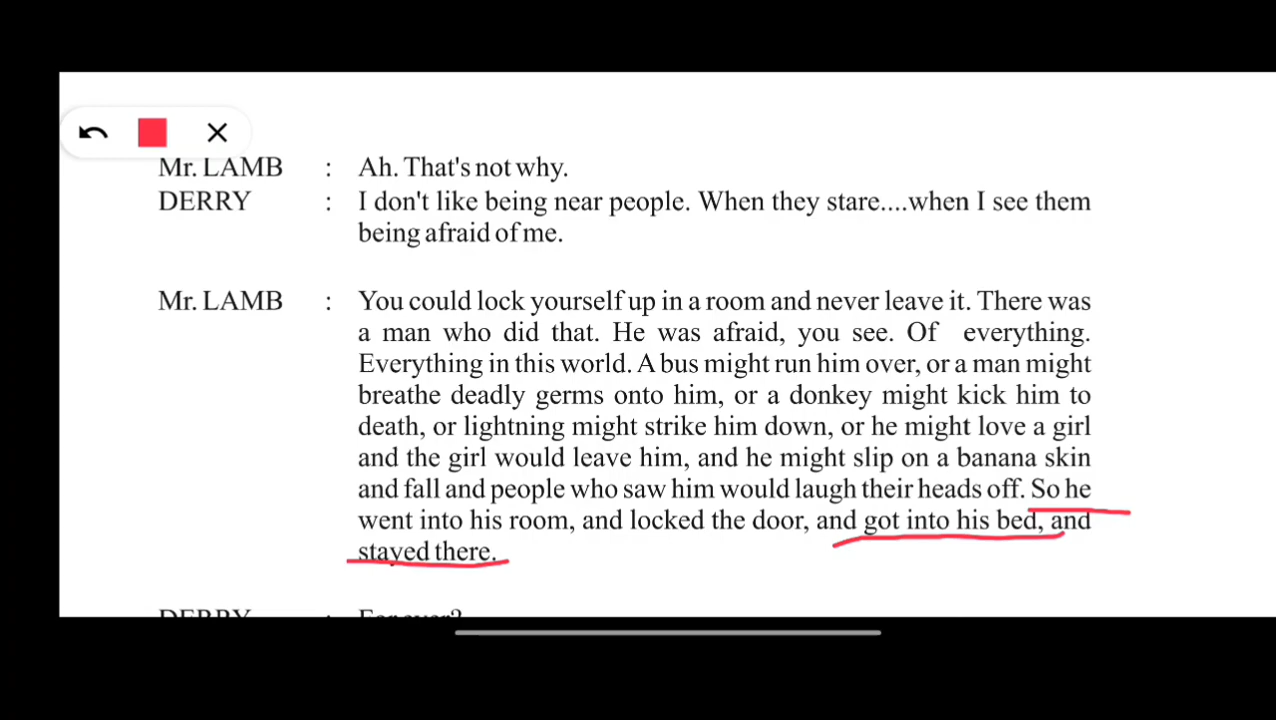 Mr. LAMB : Ah. That's not why.
DERRY : I don't like being near people. When they stare....when I see them
being afraid of me.
Mr. LAMB : You could lock yourself up in a room and never leave it. There was
a man who did that. He was afraid, you see. Of everything.
Everything in this world. A bus might run him over, or a man might
breathe deadly germs onto him, or a donkey might kick him to
death, or lightning might strike him down, or he might love a girl
and the girl would leave him, and he might slip on a banana skin
and fall and people who saw him would laugh their heads off. So he
went into his room, and locked the door, and got into his bed, and
stayed there.
DERRY : For ever?